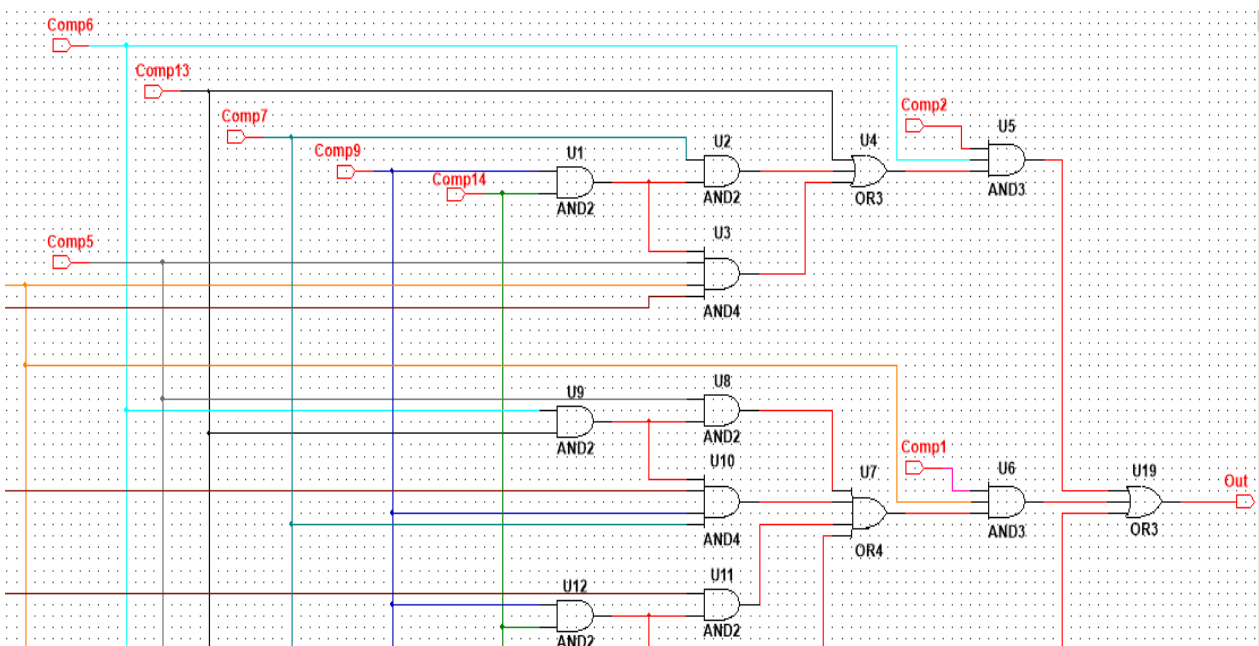 Comp6
Comp13
Comp7
Comp2
U5
Comp9
U1
U2
U4
Comp14
AND2
AND2
OR3
AND3
Comp5
U3
AND4
U9
U8
AND2
AND2
Comp1
U10
U7
U6
U19
Out
AND4
OR4
AND3
OR3
U12
U11
AND2
AND2